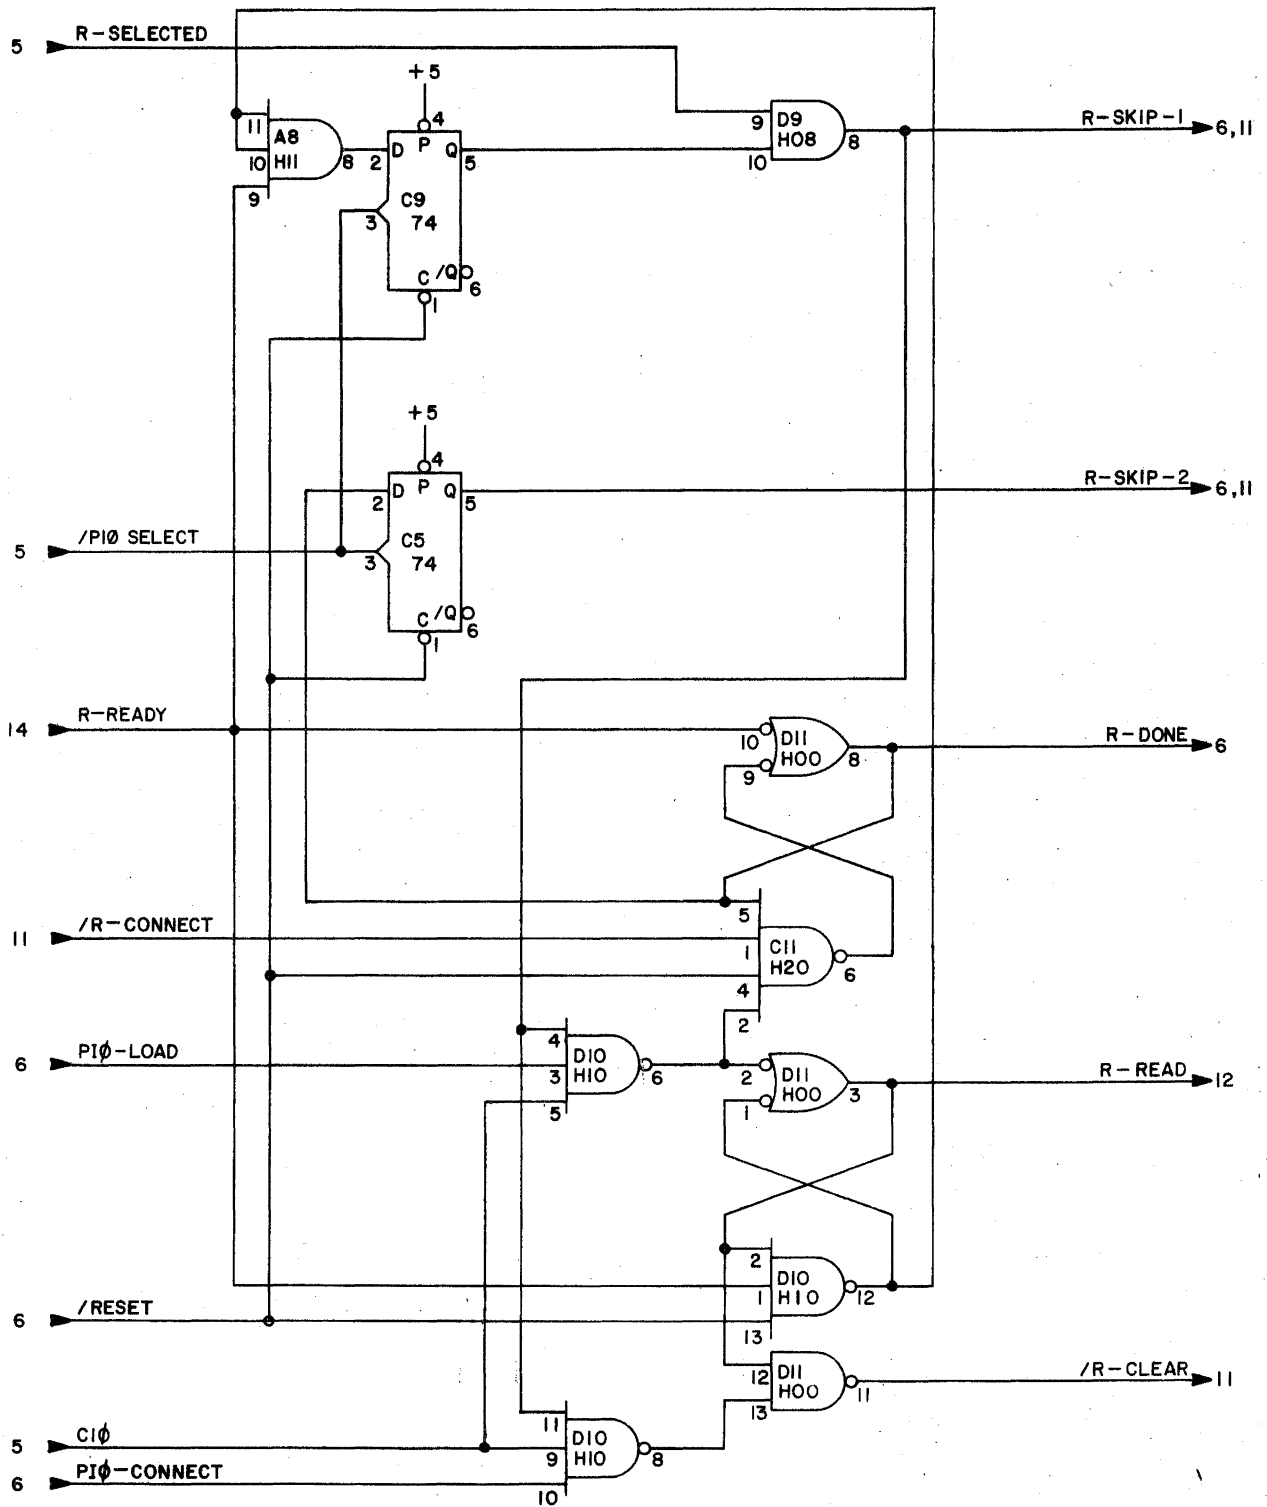 R-SELECTED
5
+5
4
11
A8
H11
10
9
8
2
D
P
Q
5
C9
74
3
C
/Q
6
1
9
D9
H08
10
8
R-SKIP-1
6,11
+5
4
2
D
P
Q
5
R-SKIP-2
6,11
/PIØ SELECT
5
3
C5
74
C
/Q
6
1
R-READY
14
10
D11
H00
9
8
R-DONE
6
5
/R-CONNECT
11
1
C11
H20
6
4
2
PIØ-LOAD
6
4
3
D10
H10
5
6
2
D11
H00
1
3
R-READ
12
2
D10
H10
1
12
13
/RESET
6
12
D11
H00
13
11
/R-CLEAR
11
11
CIØ
5
9
D10
H10
8
PIØ-CONNECT
6
10